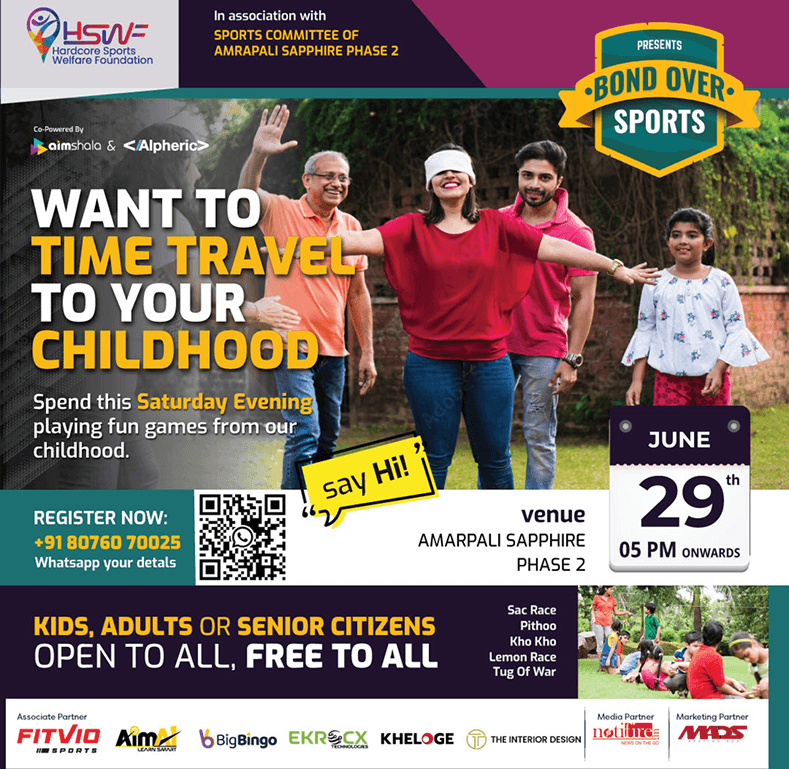 HSWF
Hardcore Sports
Welfare Foundation
In association with
SPORTS COMMITTEE OF
AMRAPALI SAPPHIRE PHASE 2
PRESENTS
BOND OVER
SPORTS
Co-Powered By
aimshala & </Alpheric>
WANT TO
TIME TRAVEL
TO YOUR
CHILDHOOD
Spend this Saturday Evening
playing fun games from our
childhood.
say Hi!
JUNE
29th
05 PM ONWARDS
REGISTER NOW:
+91 80760 70025
Whatsapp your detals
venue
AMARPALI SAPPHIRE
PHASE 2
KIDS, ADULTS OR SENIOR CITIZENS
OPEN TO ALL, FREE TO ALL
Sac Race
Pithoo
Kho Kho
Lemon Race
Tug Of War
Associate Partner
FITVIO
SPORTS
AimAI
LEARN SMART
BigBingo
EKROCX
TECHNOLOGIES
KHELOGE
THE INTERIOR DESIGN
Media Partner
NEWS ON THE GO
Marketing Partner
MADS